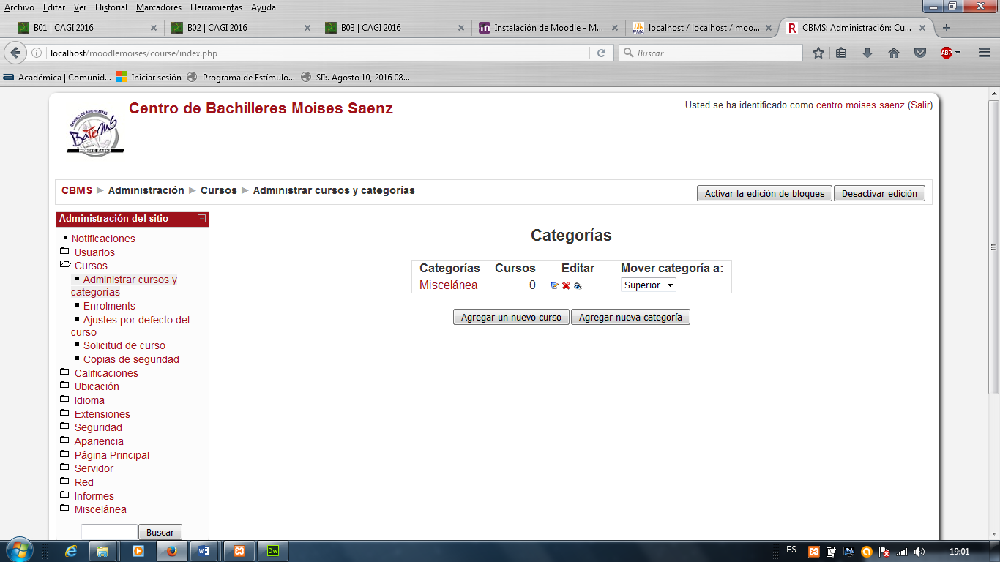 Archivo Editar Ver Historial Marcadores Herramientas Ayuda
B01 | CAGI 2016 B02 | CAGI 2016 B03 | CAGI 2016 Instalación de Moodle - M... localhost / localhost / moo... CBMS: Administración: Cu...
localhost/moodlemoises/course/index.php Buscar
Académica | Comunid... Iniciar sesión Programa de Estímulo... SII:. Agosto 10, 2016 08...
CENTRO DE BACHILLERES
BaTeMS
MOISES SAENZ
Centro de Bachilleres Moises Saenz
Usted se ha identificado como centro moises saenz (Salir)
CBMS ► Administración ► Cursos ► Administrar cursos y categorías
Activar la edición de bloques Desactivar edición
Administración del sitio
Notificaciones
Usuarios
Cursos
Administrar cursos y
categorías
Enrolments
Ajustes por defecto del
curso
Solicitud de curso
Copias de seguridad
Calificaciones
Ubicación
Idioma
Extensiones
Seguridad
Apariencia
Página Principal
Servidor
Red
Informes
Miscelánea
Buscar
Categorías
Categorías Cursos Editar Mover categoría a:
Miscelánea 0 Superior
Agregar un nuevo curso Agregar nueva categoría
ES 19:01